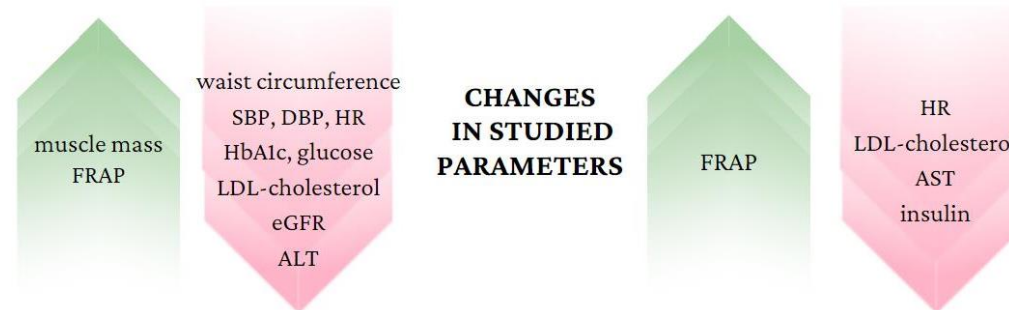 muscle mass
FRAP
waist circumference
SBP, DBP, HR
HbA1c, glucose
LDL-cholesterol
eGFR
ALT
CHANGES
IN STUDIED
PARAMETERS
FRAP
HR
LDL-cholestero
AST
insulin